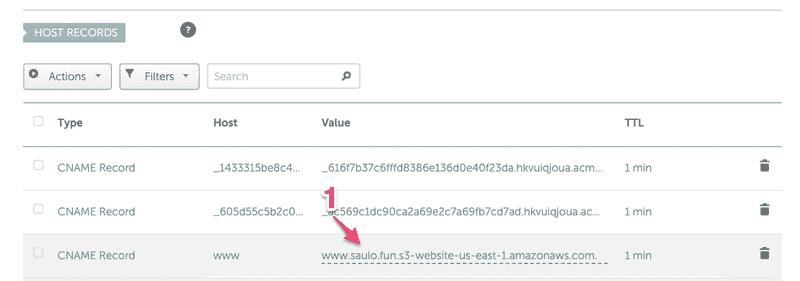 HOST RECORDS ?
Actions Filters Search
Type Host Value TTL
CNAME Record _1433315be8c4... _616f7b37c6fffd8386e136d0e40f23da.hkvuiqjoua.acm... 1 min
1
CNAME Record _605d55c5b2c0... c569c1dc90ca2a69e2c7a69fb7cd7ad.hkvuiqjoua.acm... 1 min
CNAME Record www www.saulo.fun.s3-website-us-east-1.amazonaws.com. 1 min